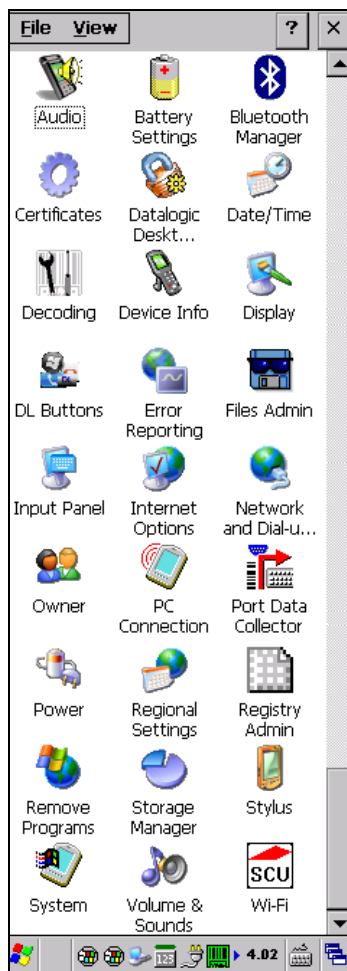 File View ? ×
Audio Battery Settings Bluetooth Manager
Certificates Datalogic Deskt... Date/Time
Decoding Device Info Display
DL Buttons Error Reporting Files Admin
Input Panel Internet Options Network and Dial-u...
Owner PC Connection Port Data Collector
Power Regional Settings Registry Admin
Remove Programs Storage Manager Stylus
SCU
System Volume & Sounds Wi-Fi
123 4.02